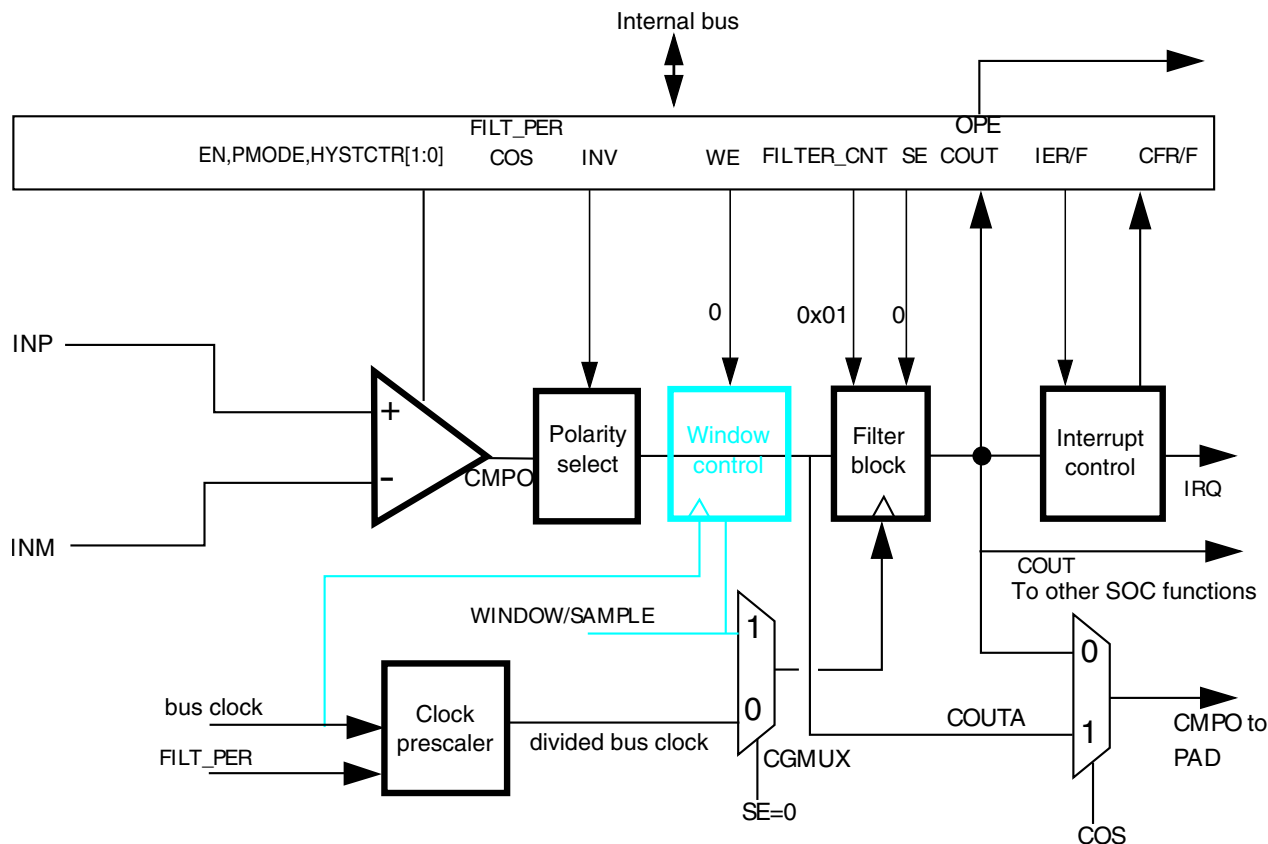 Internal bus
FILT_PER
OPE
EN,PMODE,HYSTCTR[1:0]
COS
INV
WE
FILTER_CNT
SE
COUT
IER/F
CFR/F
0
0x01
0
INP
+
-
INM
CMPO
Polarity
select
Window
control
Filter
block
Interrupt
control
IRQ
COUT
To other SOC functions
WINDOW/SAMPLE
1
0
CGMUX
SE=0
bus clock
FILT_PER
Clock
prescaler
divided bus clock
COUTA
0
1
CMPO to
PAD
COS